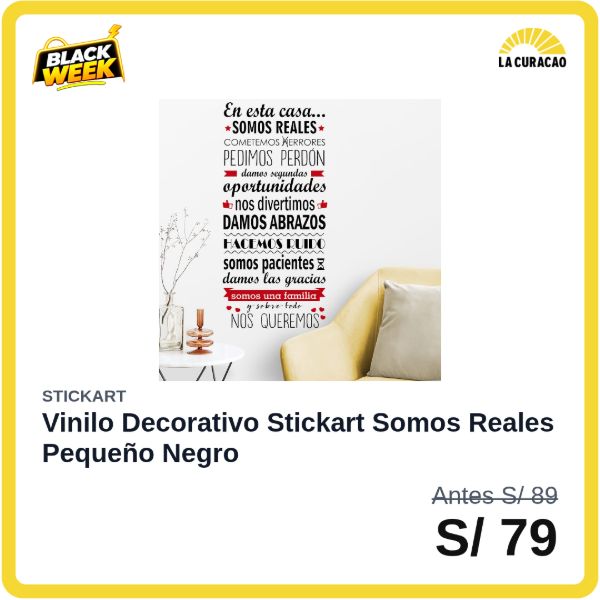 BLACK
WEEK
LA CURACAO
En esta casa...
SOMOS REALES
COMETEMOS ERRORES
PEDIMOS PERDÓN
damos segundas
oportunidades
nos divertimos
DAMOS ABRAZOS
HACEMOS RUIDO
somos pacientes
damos las gracias
somos una familia
y sobre todo
NOS QUEREMOS
STICKART
Vinilo Decorativo Stickart Somos Reales
Pequeño Negro
Antes S/ 89
S/ 79